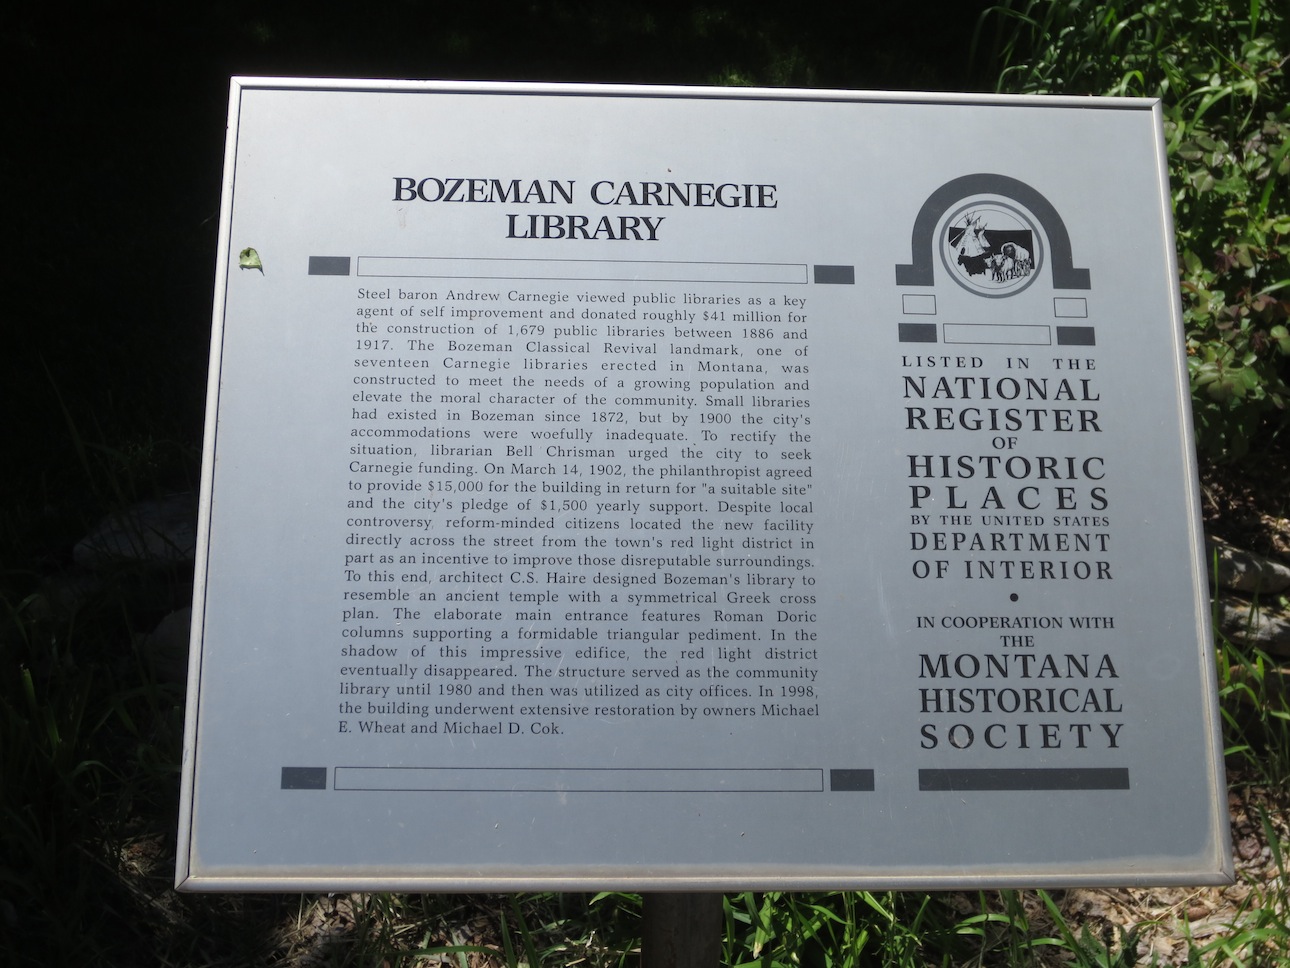 BOZEMAN CARNEGIE
LIBRARY
Steel baron Andrew Carnegie viewed public libraries as a key
agent of self improvement and donated roughly $41 million for
the construction of 1,679 public libraries between 1886 and
1917. The Bozeman Classical Revival landmark, one of
seventeen Carnegie libraries erected in Montana, was
constructed to meet the needs of a growing population and
elevate the moral character of the community. Small libraries
had existed in Bozeman since 1872, but by 1900 the city's
accommodations were woefully inadequate. To rectify the
situation, librarian Bell Chrisman urged the city to seek
Carnegie funding. On March 14, 1902, the philanthropist agreed
to provide $15,000 for the building in return for "a suitable site"
and the city's pledge of $1,500 yearly support. Despite local
controversy, reform-minded citizens located the new facility
directly across the street from the town's red light district in
part as an incentive to improve those disreputable surroundings.
To this end, architect C.S. Haire designed Bozeman's library to
resemble an ancient temple with a symmetrical Greek cross
plan. The elaborate main entrance features Roman Doric
columns supporting a formidable triangular pediment. In the
shadow of this impressive edifice, the red light district
eventually disappeared. The structure served as the community
library until 1980 and then was utilized as city offices. In 1998,
the building underwent extensive restoration by owners Michael
E. Wheat and Michael D. Cok.
LISTED IN THE
NATIONAL
REGISTER
OF
HISTORIC
PLACES
BY THE UNITED STATES
DEPARTMENT
OF INTERIOR
•
IN COOPERATION WITH
THE
MONTANA
HISTORICAL
SOCIETY